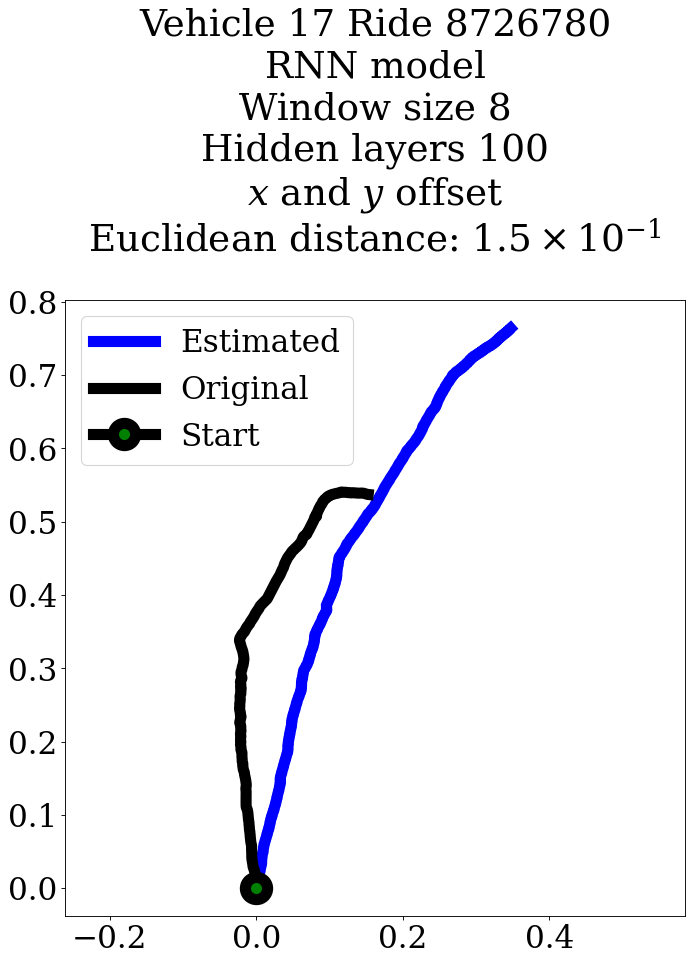 Vehicle 17 Ride 8726780
RNN model
Window size 8
Hidden layers 100
x and y offset
Euclidean distance: 1.5 × 10⁻¹
0.8
0.7
0.6
0.5
0.4
0.3
0.2
0.1
0.0
Estimated
Original
Start
−0.2
0.0
0.2
0.4